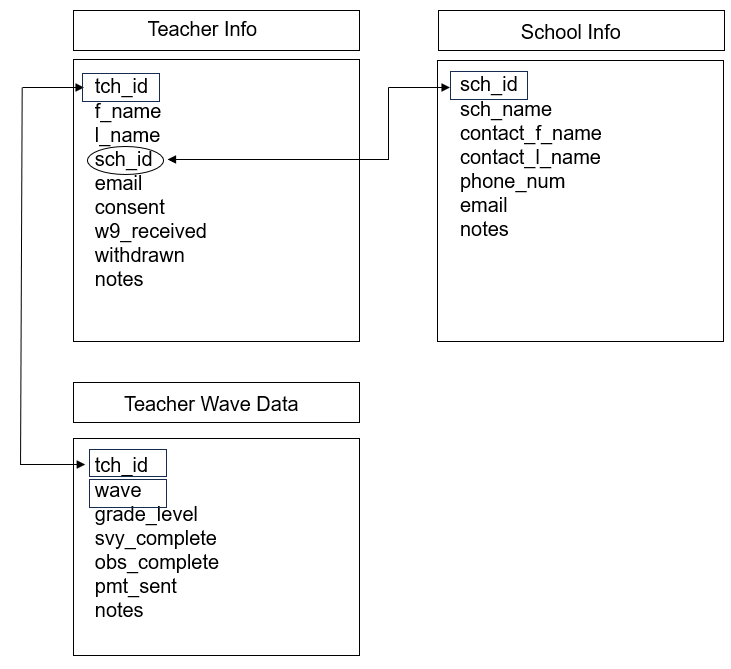 Teacher Info
tch_id
f_name
l_name
sch_id
email
consent
w9_received
withdrawn
notes
School Info
sch_id
sch_name
contact_f_name
contact_l_name
phone_num
email
notes
Teacher Wave Data
tch_id
wave
grade_level
svy_complete
obs_complete
pmt_sent
notes